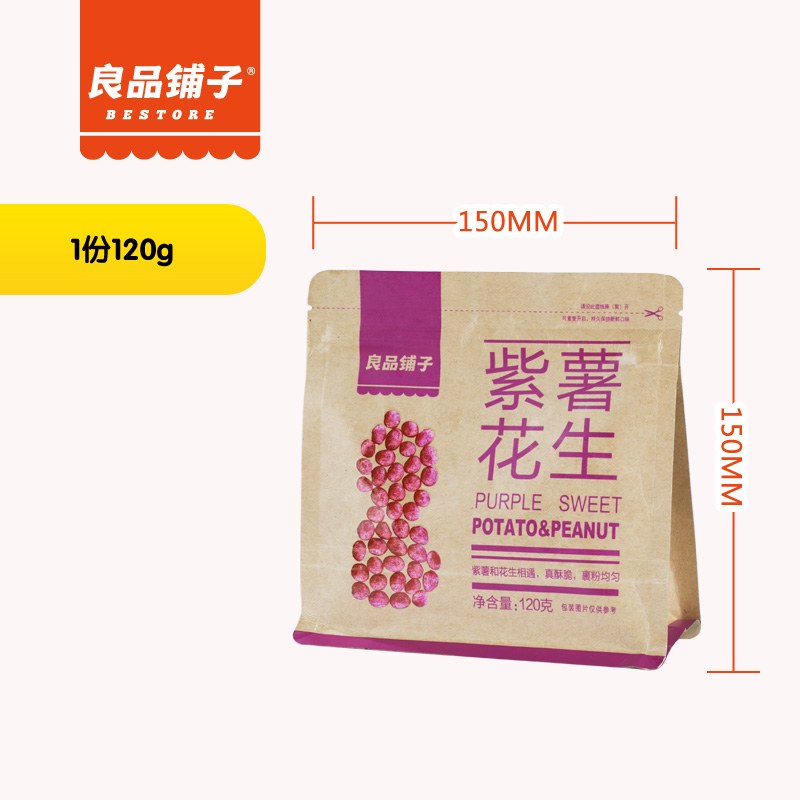 良品铺子®
BESTORE
1份120g
150MM
150MM
良品铺子
紫薯
花生
PURPLE SWEET
POTATO&PEANUT
紫薯和花生相遇，真酥脆，裹粉均匀
净含量:120克 包装图片仅供参考